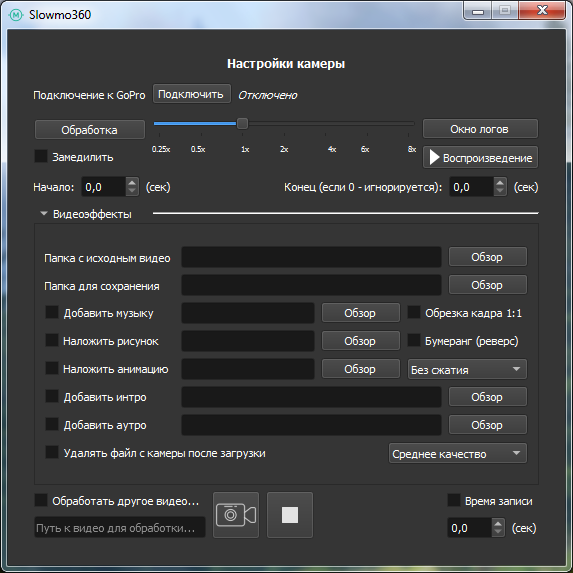 Slowmo360
Настройки камеры
Подключение к GoPro Подключить Отключено
Обработка Окно логов
0.25x 0.5x 1x 2x 4x 6x 8x
Замедлить Воспроизведение
Начало: 0,0 (сек) Конец (если 0 - игнорируется): 0,0 (сек)
Видеоэффекты
Папка с исходным видео Обзор
Папка для сохранения Обзор
Добавить музыку Обзор Обрезка кадра 1:1
Наложить рисунок Обзор Бумеранг (реверс)
Наложить анимацию Обзор Без сжатия
Добавить интро Обзор
Добавить аутро Обзор
Удалять файл с камеры после загрузки Среднее качество
Обработать другое видео... Время записи
Путь к видео для обработки... 0,0 (сек)